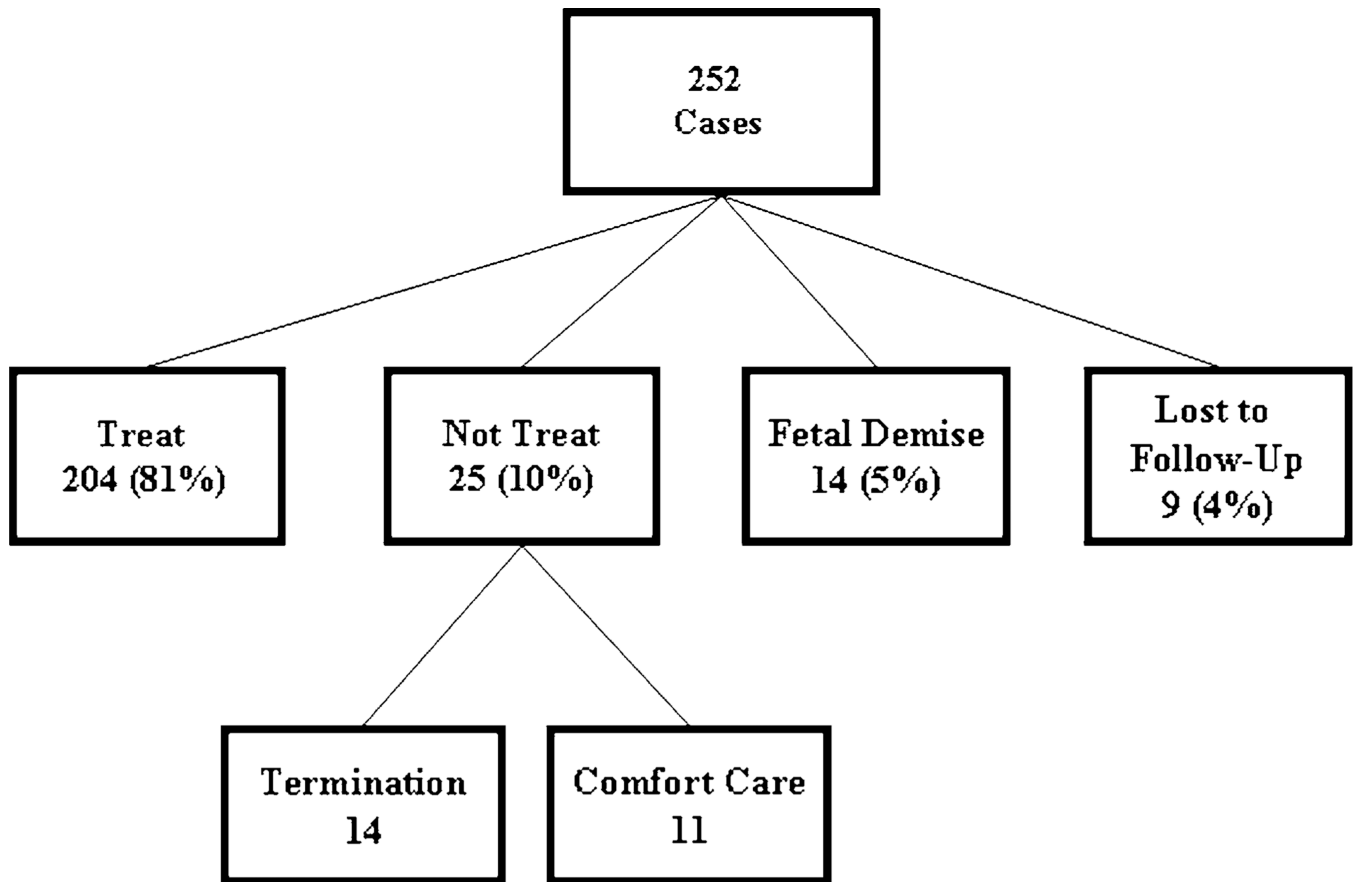 252
Cases
Treat
204 (81%)
Not Treat
25 (10%)
Fetal Demise
14 (5%)
Lost to
Follow-Up
9 (4%)
Termination
14
Comfort Care
11